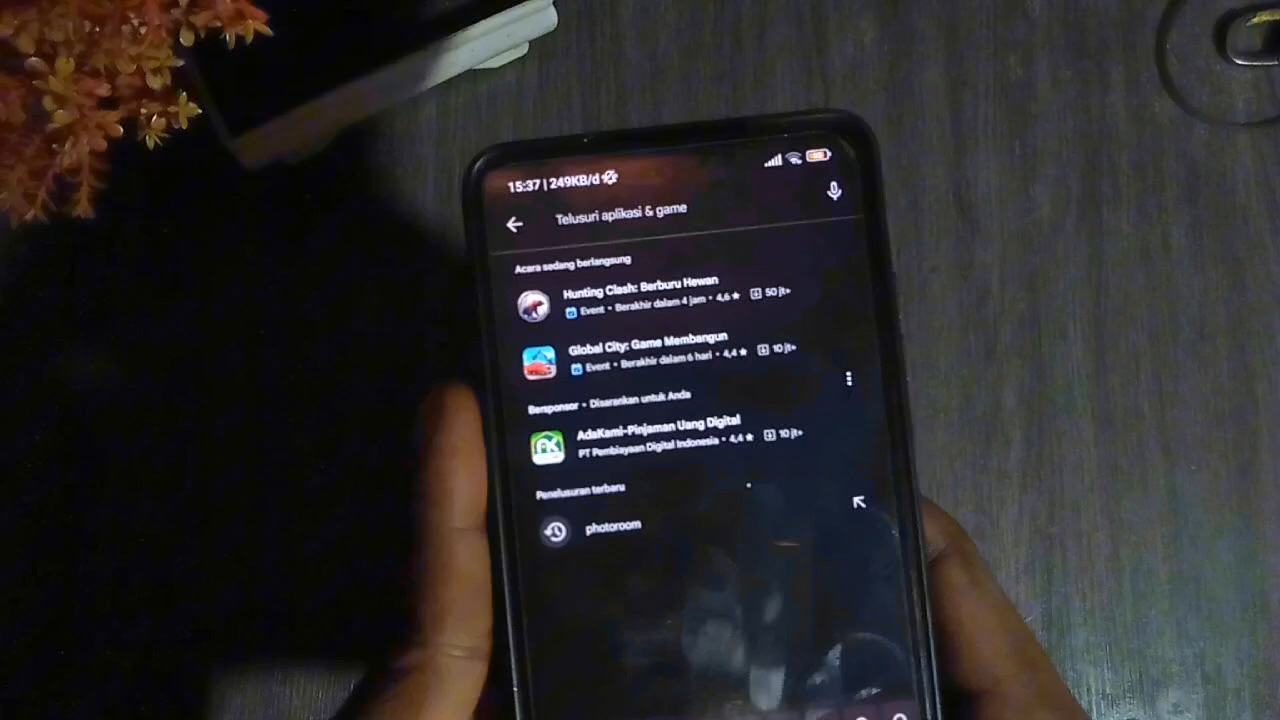 15:37 | 249KB/d
Telusuri aplikasi & game
Acara sedang berlangsung
Hunting Clash: Berburu Hewan
Event • Berakhir dalam 4 jam • 4,6 ★ 50 jt+
Global City: Game Membangun
Event • Berakhir dalam 6 hari • 4,4 ★ 10 jt+
Bersponsor • Disarankan untuk Anda
AdaKami-Pinjaman Uang Digital
PT Pembiayaan Digital Indonesia • 4,4 ★ 10 jt+
Penelusuran terbaru
photoroom